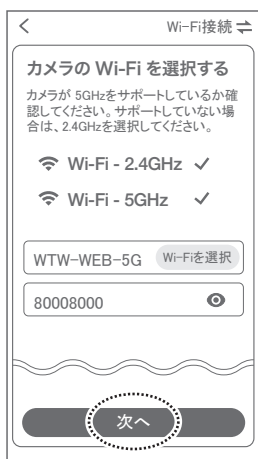 Wi-Fi接続
カメラの Wi-Fi を選択する
カメラが 5GHzをサポートしているか確
認してください。サポートしていない場
合は、2.4GHzを選択してください。
Wi-Fi - 2.4GHz
Wi-Fi - 5GHz
WTW-WEB-5G Wi-Fiを選択
80008000
次へ